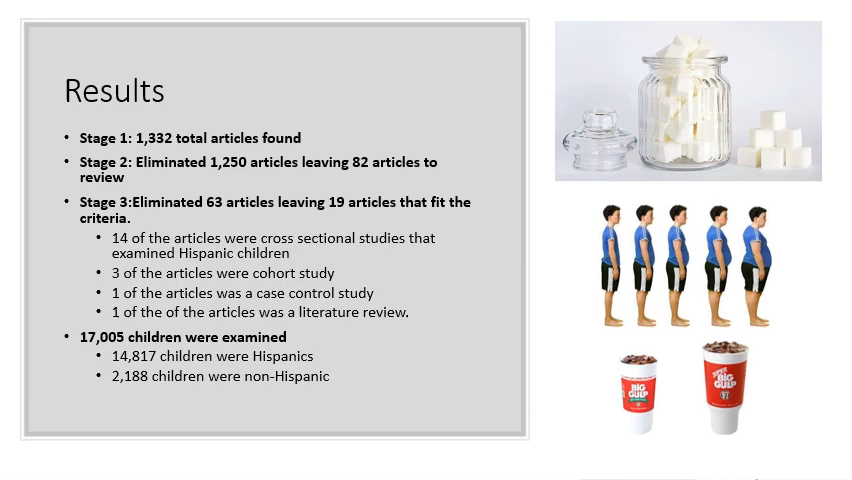 Results
• Stage 1: 1,332 total articles found
• Stage 2: Eliminated 1,250 articles leaving 82 articles to
review
• Stage 3:Eliminated 63 articles leaving 19 articles that fit the
criteria.
• 14 of the articles were cross sectional studies that
examined Hispanic children
• 3 of the articles were cohort study
• 1 of the articles was a case control study
• 1 of the of the articles was a literature review.
• 17,005 children were examined
• 14,817 children were Hispanics
• 2,188 children were non-Hispanic
BIG
GULP
SUPER
BIG
GULP